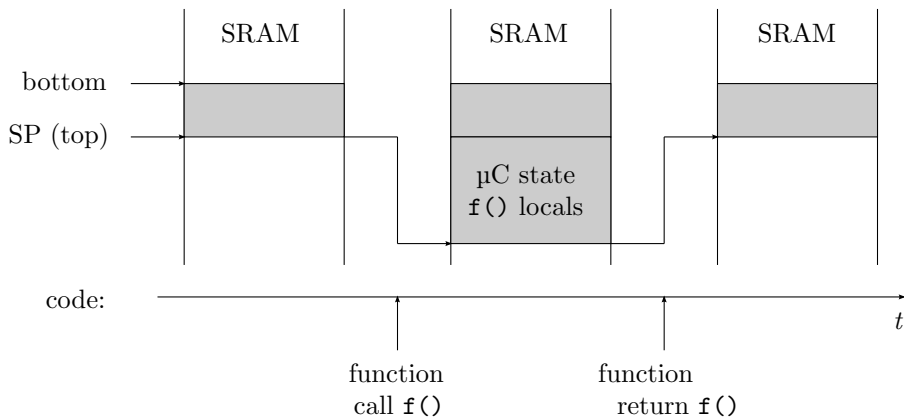 SRAM
SRAM
SRAM
bottom
SP (top)
µC state
f() locals
code:
t
function
call f()
function
return f()